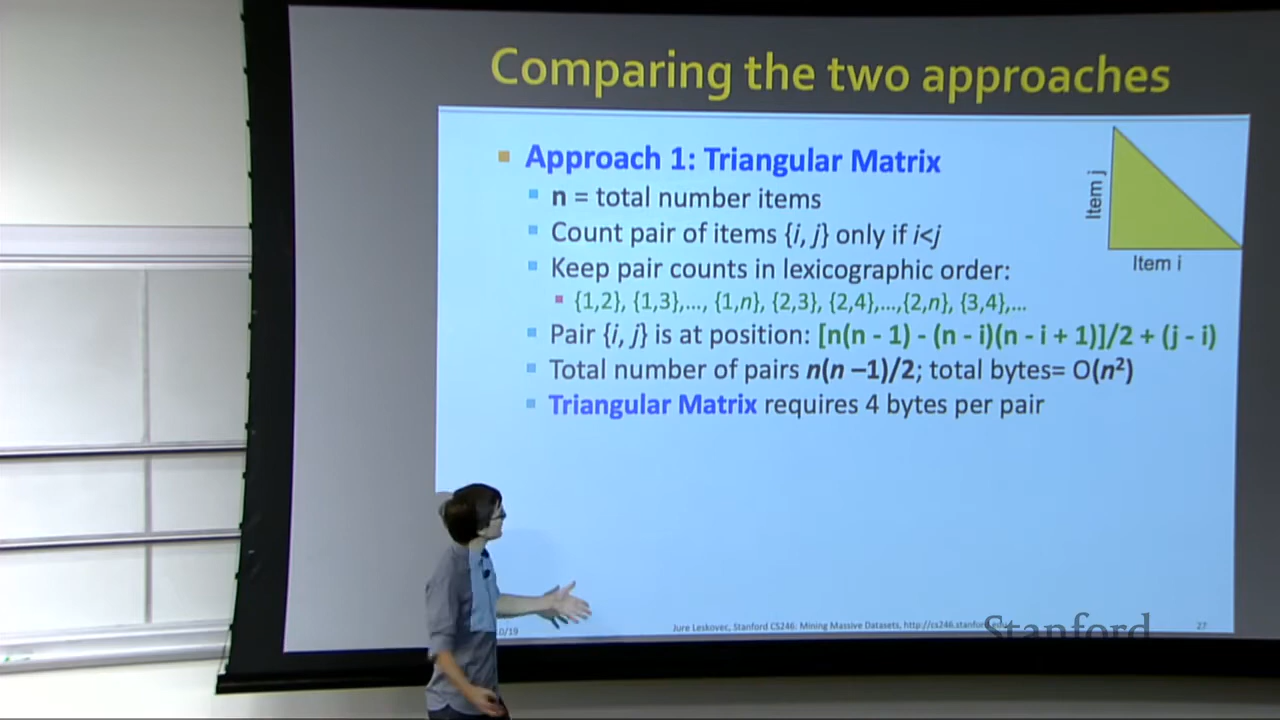 Comparing the two approaches
Approach 1: Triangular Matrix
n = total number items
Count pair of items {i, j} only if i<j
Keep pair counts in lexicographic order:
{1,2}, {1,3},..., {1,n}, {2,3}, {2,4},...,{2,n}, {3,4},...
Pair {i, j} is at position: [n(n - 1) - (n - i)(n - i + 1)]/2 + (j - i)
Total number of pairs n(n –1)/2; total bytes= O(n²)
Triangular Matrix requires 4 bytes per pair
Item j
Item i
0/19
Jure Leskovec, Stanford CS246: Mining Massive Datasets, http://cs246.stanford.edu
27
Stanford